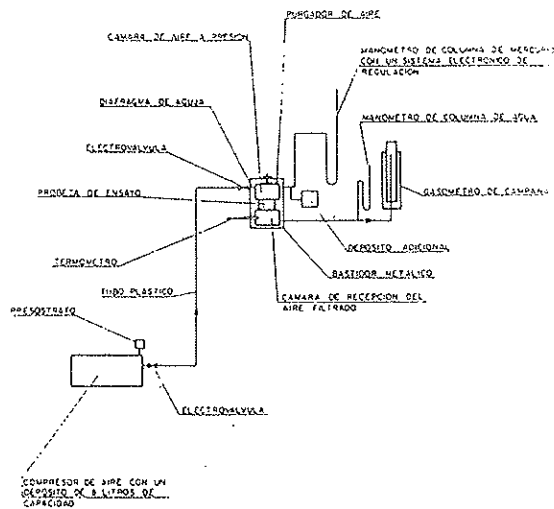 PURGADOR DE AIRE
CAMARA DE AIRE A PRESION
MANOMETRO DE COLUMNA DE MERCURIO
CON UN SISTEMA ELECTRONICO DE
REGULACION
DIAFRAGMA DE AGUJA
MANOMETRO DE COLUMNA DE AGUA
ELECTROVALVULA
GASOMETRO DE CAMPANA
PROBETA DE ENSAYO
DEPOSITO ADICIONAL
TERMOMETRO
BASTIDOR METALICO
TUBO PLASTICO
CAMARA DE RECEPCION DEL
AIRE FILTRADO
PRESOSTATO
ELECTROVALVULA
COMPRESOR DE AIRE CON UN
DEPOSITO DE 8 LITROS DE
CAPACIDAD